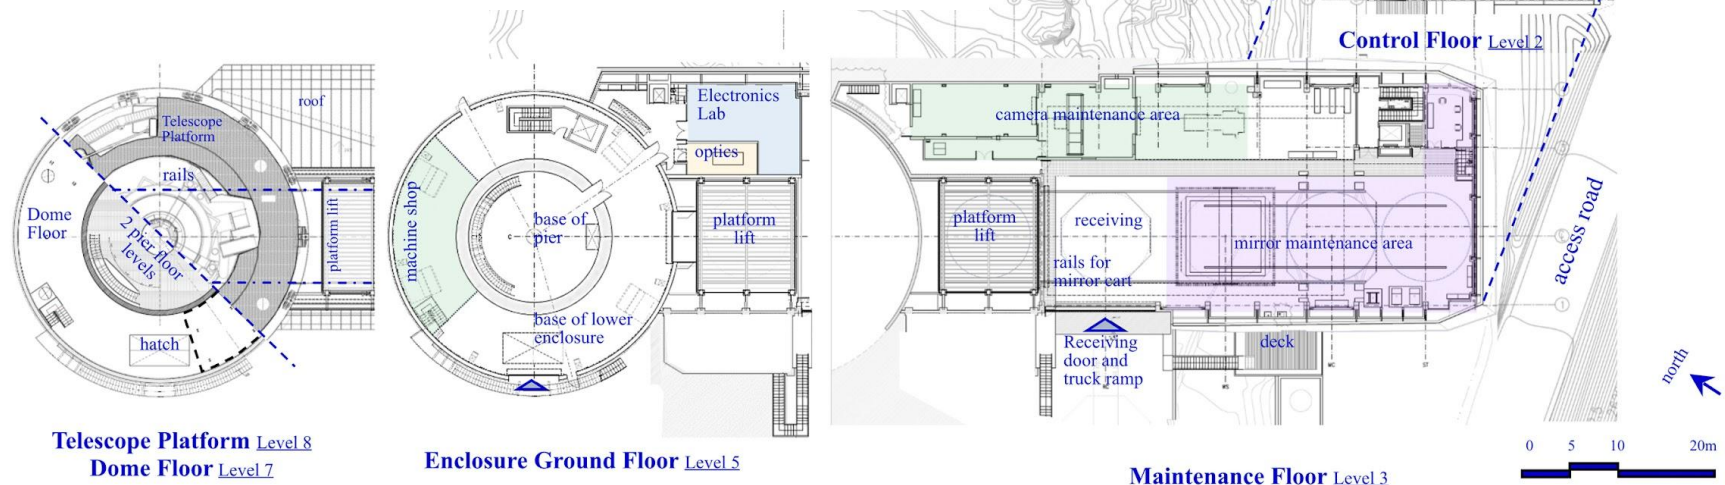 Control Floor Level 2
roof
Telescope
Platform
rails
Dome
Floor
2 pier floor
levels
platform lift
hatch
Telescope Platform Level 8
Dome Floor Level 7
Electronics
Lab
optics
machine shop
base of
pier
platform
lift
base of lower
enclosure
Enclosure Ground Floor Level 5
camera maintenance area
platform
lift
receiving
mirror maintenance area
rails for
mirror cart
Receiving
door and
truck ramp
deck
access road
north
Maintenance Floor Level 3
0 5 10 20m